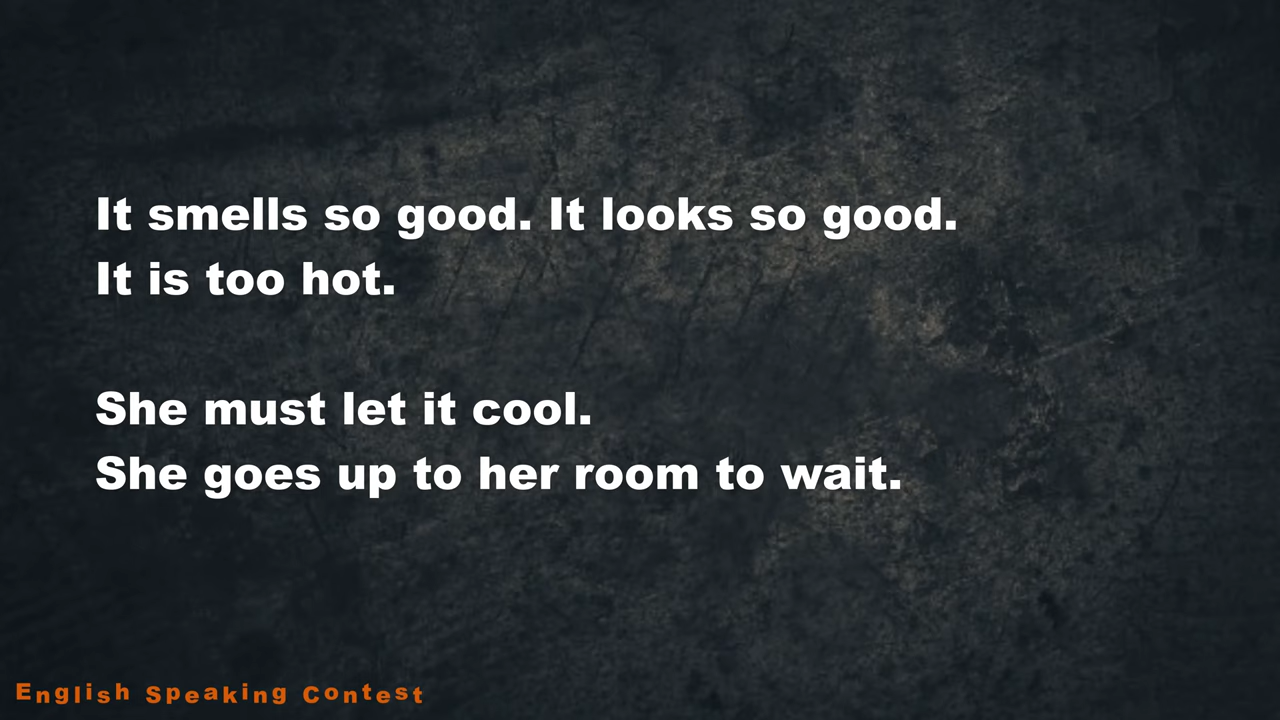 It smells so good. It looks so good.
It is too hot.
She must let it cool.
She goes up to her room to wait.
English Speaking Contest